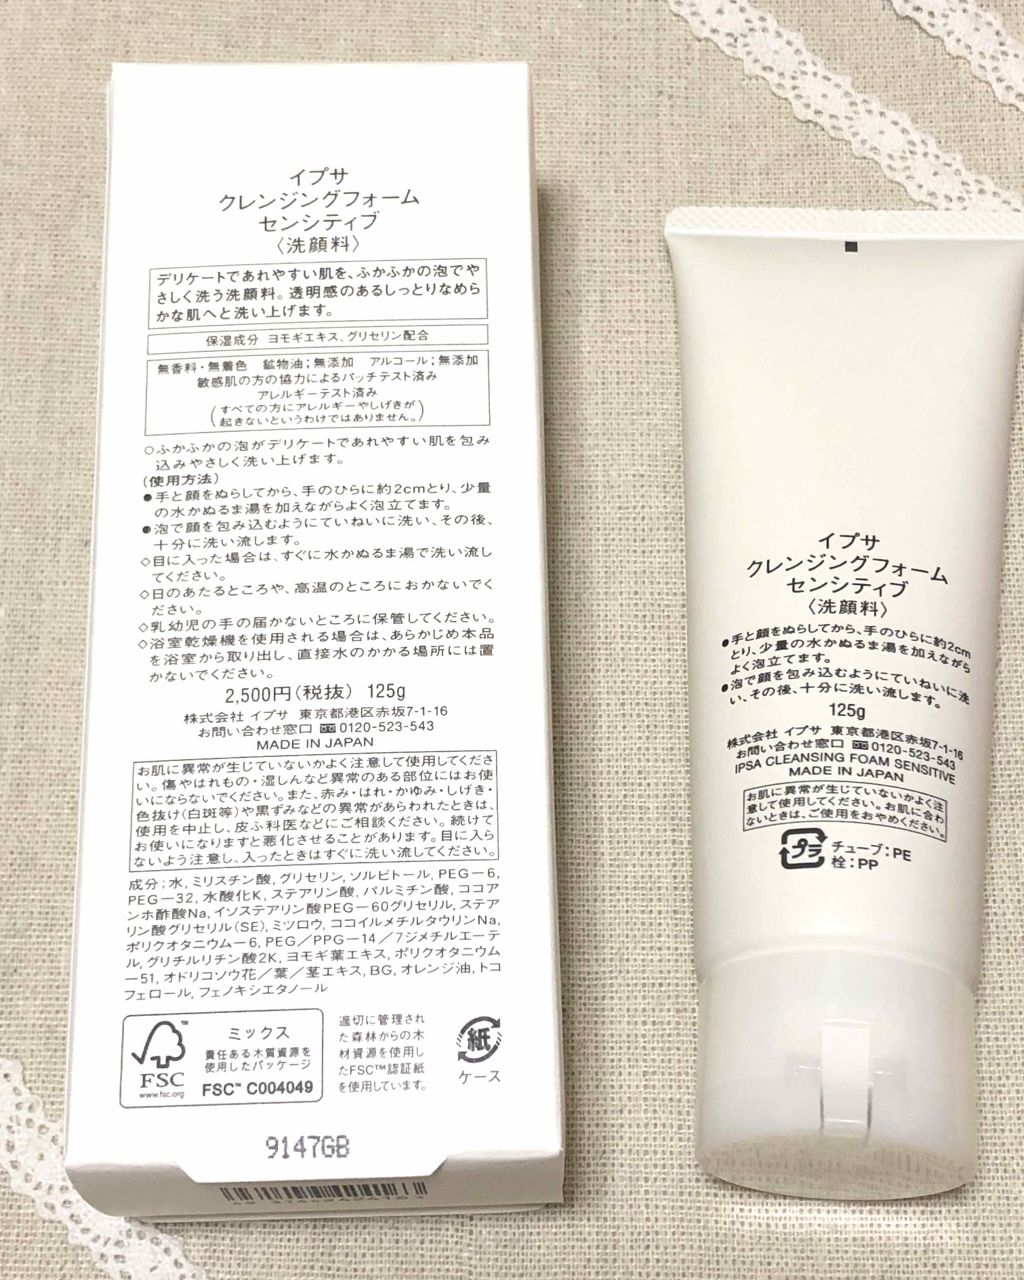 イプサ
クレンジングフォーム
センシティブ
〈洗顔料〉
デリケートであれやすい肌を、ふかふかの泡でや
さしく洗う洗顔料。透明感のあるしっとりなめら
かな肌へと洗い上げます。
保湿成分 ヨモギエキス、グリセリン配合
無香料・無着色 鉱物油;無添加 アルコール;無添加
敏感肌の方の協力によるパッチテスト済み
アレルギーテスト済み
(すべての方にアレルギーやしげきが
起きないというわけではありません。)
○ふかふかの泡がデリケートであれやすい肌を包み
込みやさしく洗い上げます。
(使用方法)
●手と顔をぬらしてから、手のひらに約2cmとり、少量
の水かぬるま湯を加えながらよく泡立てます。
●泡で顔を包み込むようにていねいに洗い、その後、
十分に洗い流します。
◇目に入った場合は、すぐに水かぬるま湯で洗い流し
てください。
◇日のあたるところや、高温のところにおかないでく
ださい。
◇乳幼児の手の届かないところに保管してください。
◇浴室乾燥機を使用される場合は、あらかじめ本品
を浴室から取り出し、直接水のかかる場所には置
かないでください。
2,500円(税抜) 125g
株式会社 イプサ 東京都港区赤坂7-1-16
お問い合わせ窓口 0120-523-543
MADE IN JAPAN
お肌に異常が生じていないかよく注意して使用してくださ
い。傷やはれもの・湿しんなど異常のある部位にはお使
いにならないでください。また、赤み・はれ・かゆみ・しげき・
色抜け(白斑等)や黒ずみなどの異常があらわれたときは、
使用を中止し、皮ふ科医などにご相談ください。続けて
お使いになりますと悪化させることがあります。目に入ら
ないよう注意し、入ったときはすぐに洗い流してください。
成分;水, ミリスチン酸, グリセリン, ソルビトール, PEG－6,
PEG－32, 水酸化K, ステアリン酸, パルミチン酸, ココア
ンホ酢酸Na, イソステアリン酸PEG－60グリセリル, ステア
リン酸グリセリル(SE), ミツロウ, ココイルメチルタウリンNa,
ポリクオタニウム－6, PEG／PPG－14／7ジメチルエーテ
ル, グリチルリチン酸2K, ヨモギ葉エキス, ポリクオタニウム
－51, オドリコソウ花／葉／茎エキス, BG, オレンジ油, トコ
フェロール, フェノキシエタノール
FSC
www.fsc.org
ミックス
責任ある木質資源を
使用したパッケージ
FSC™ C004049
適切に管理され
た森林からの木
材資源を使用し
たFSC™認証紙
を使用しています。
紙
ケース
9147GB
イプサ
クレンジングフォーム
センシティブ
〈洗顔料〉
●手と顔をぬらしてから、手のひらに約2cm
とり、少量の水かぬるま湯を加えながら
よく泡立てます。
●泡で顔を包み込むようにていねいに洗
い、その後、十分に洗い流します。
125g
株式会社 イプサ 東京都港区赤坂7-1-16
お問い合わせ窓口 0120-523-543
IPSA CLEANSING FOAM SENSITIVE
MADE IN JAPAN
お肌に異常が生じていないかよく注
意して使用してください。お肌に合わ
ないときは、ご使用をおやめください。
プラ
チューブ:PE
栓:PP